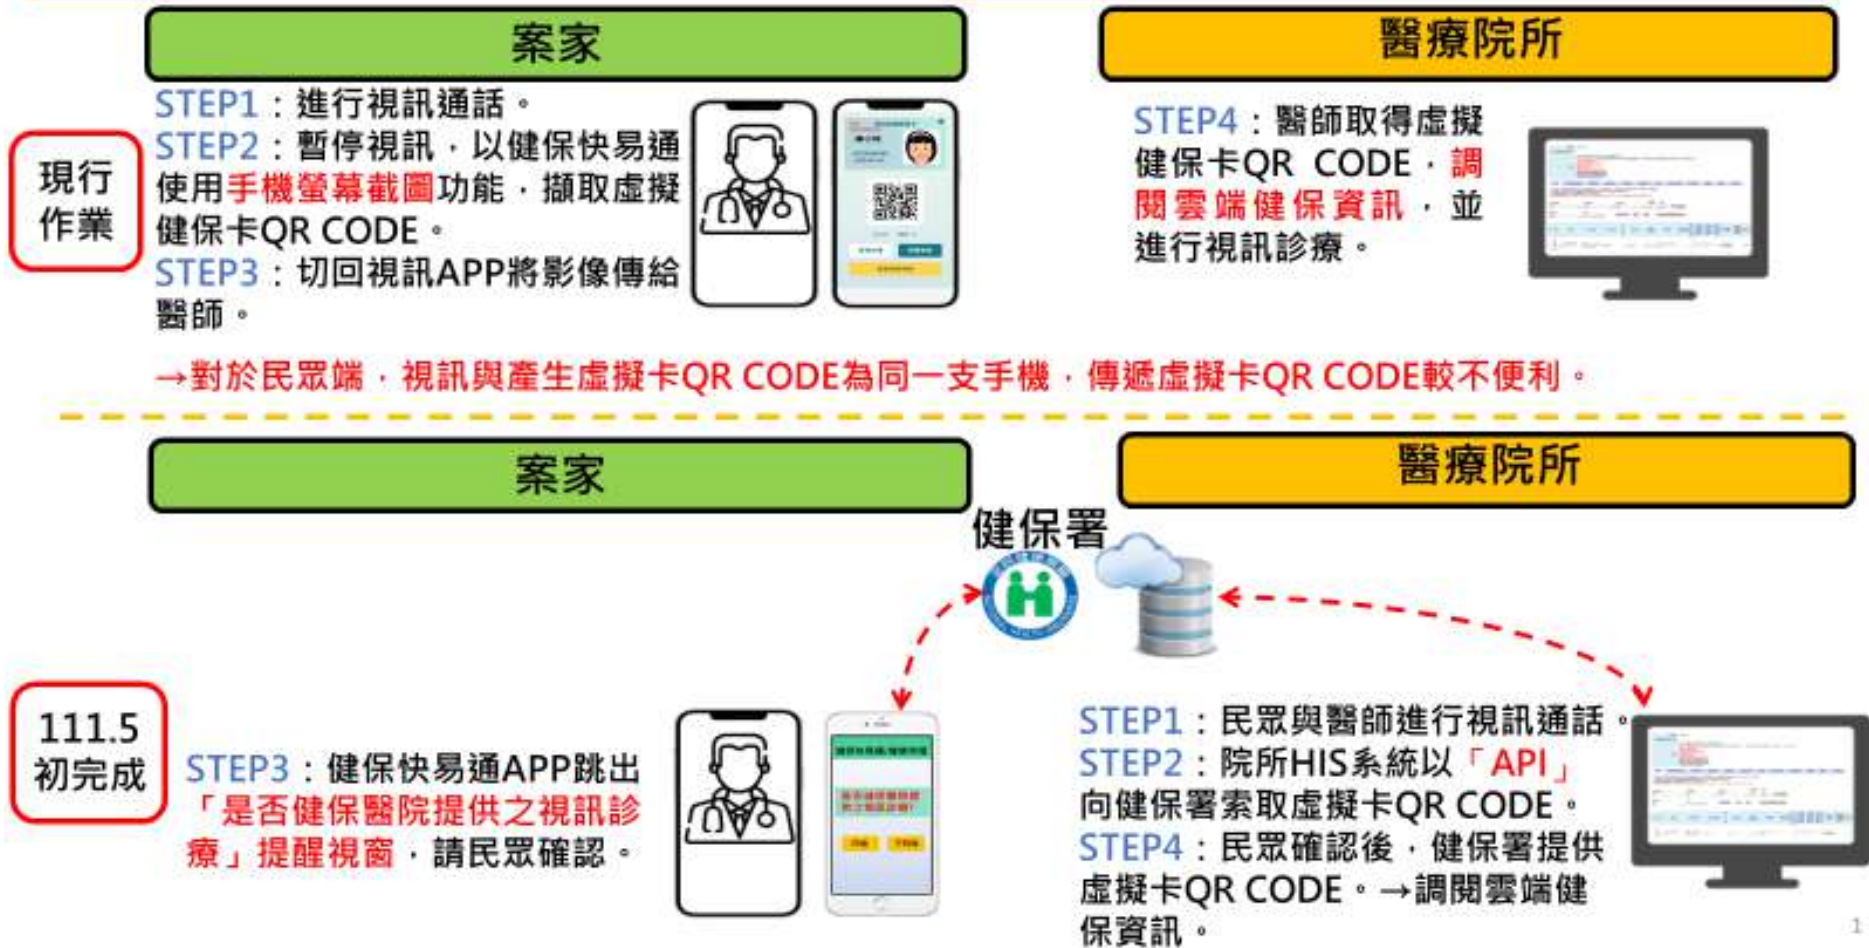 案家
醫療院所
現行
作業
STEP1：進行視訊通話。
STEP2：暫停視訊，以健保快易通
使用手機螢幕截圖功能，擷取虛擬
健保卡QR CODE。
STEP3：切回視訊APP將影像傳給
醫師。
STEP4：醫師取得虛擬
健保卡QR CODE，調
閱雲端健保資訊，並
進行視訊診療。
→對於民眾端，視訊與產生虛擬卡QR CODE為同一支手機，傳遞虛擬卡QR CODE較不便利。
案家
醫療院所
健保署
111.5
初完成
STEP3：健保快易通APP跳出
「是否健保醫院提供之視訊診
療」提醒視窗，請民眾確認。
STEP1：民眾與醫師進行視訊通話。
STEP2：院所HIS系統以「API」
向健保署索取虛擬卡QR CODE。
STEP4：民眾確認後，健保署提供
虛擬卡QR CODE。→調閱雲端健
保資訊。
1